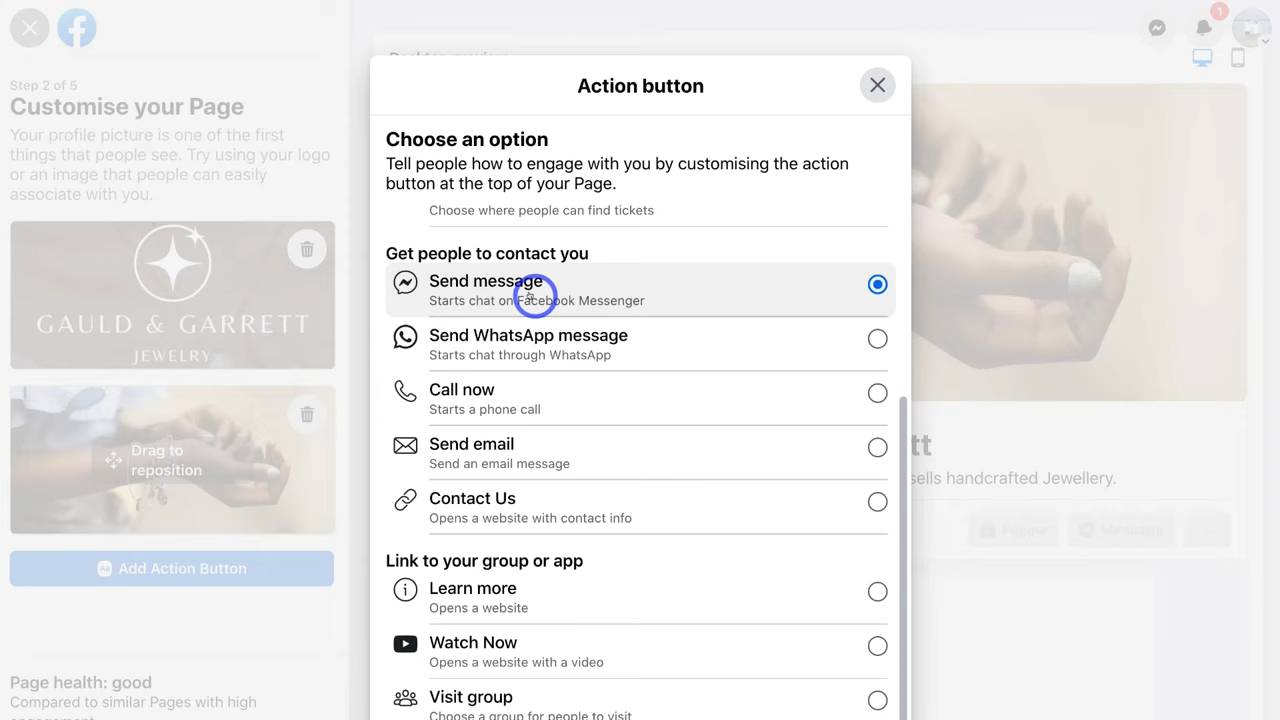 1
Desktop preview
Step 2 of 5
Customise your Page
Your profile picture is one of the first
things that people see. Try using your logo
or an image that people can easily
associate with you.
GAULD & GARRETT
JEWELRY
Drag to
reposition
Add Action Button
Page health: good
Compared to similar Pages with high
Action button
Choose an option
Tell people how to engage with you by customising the action
button at the top of your Page.
Choose where people can find tickets
Get people to contact you
Send message
Starts chat on Facebook Messenger
Send WhatsApp message
Starts chat through WhatsApp
Call now
Starts a phone call
Send email
Send an email message
Contact Us
Opens a website with contact info
Link to your group or app
Learn more
Opens a website
Watch Now
Opens a website with a video
Visit group
Choose a group for people to visit
tt
sells handcrafted Jewellery.
Follow
Message